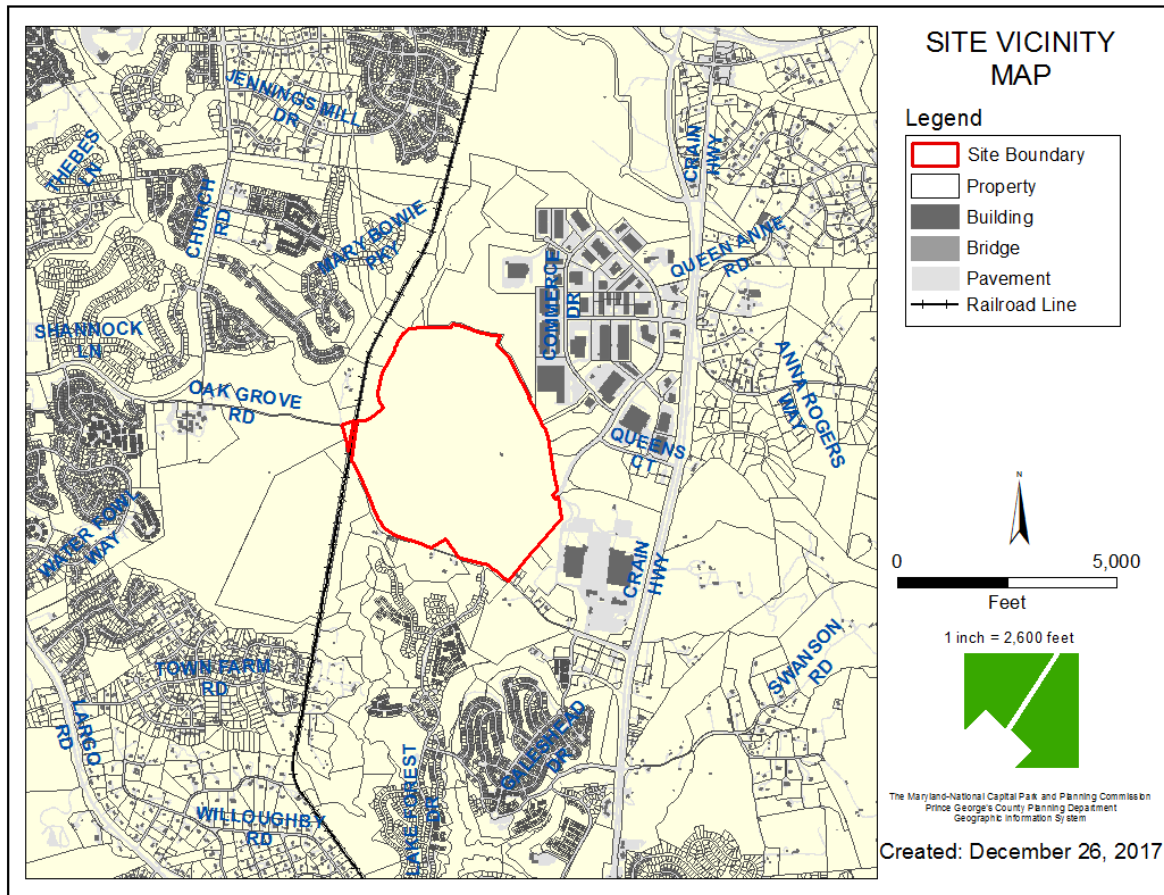 SITE VICINITY
MAP
Legend
Site Boundary
Property
Building
Bridge
Pavement
Railroad Line
JENNINGS MILL
DR
THEBES
LN
CHURCH
RD
MARY BOWIE
PKY
SHANNOCK
LN
OAK GROVE
RD
WATER FOWL
WAY
TOWN FARM
RD
LARGO
RD
WILLOUGHBY
RD
LAKE FOREST
DR
GALESHEAD
DR
COMMERCE
DR
CRAIN
HWY
QUEEN ANNE
RD
ANNA ROGERS
WAY
QUEENS
CT
CRAIN
HWY
SWANSON
RD
N
0 5,000
Feet
1 inch = 2,600 feet
The Maryland-National Capital Park and Planning Commission
Prince George's County Planning Department
Geographic Information System
Created: December 26, 2017